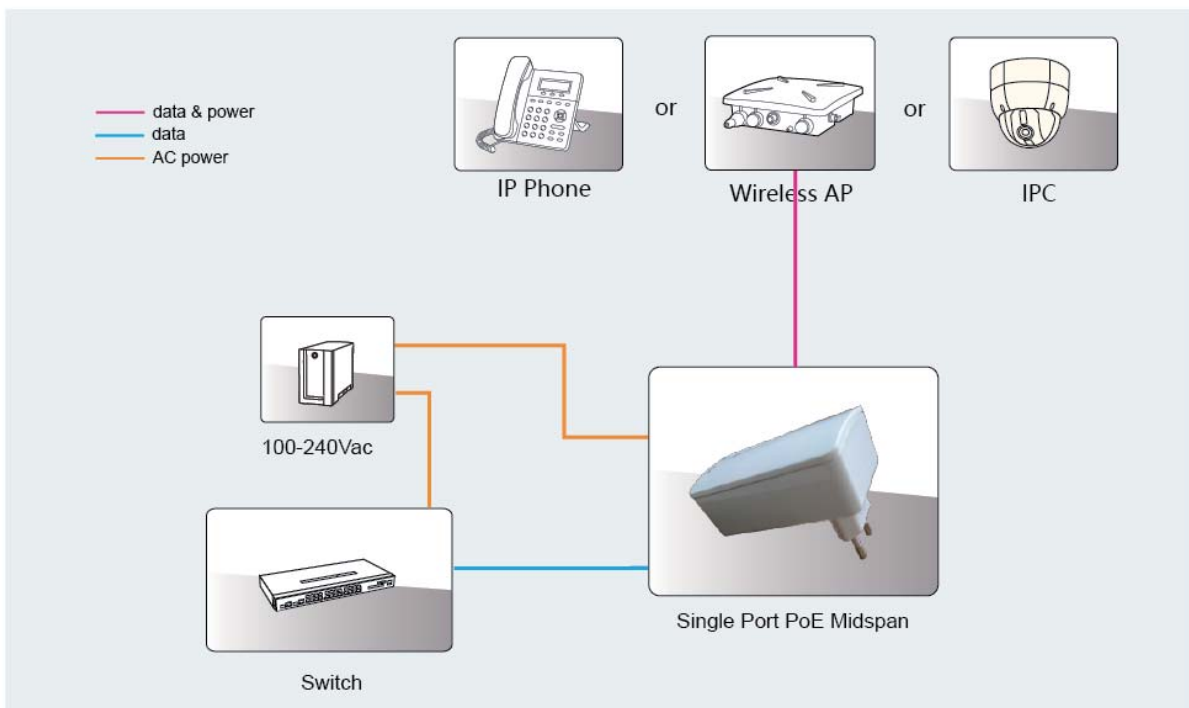 data & power
data
AC power
or
or
IP Phone
Wireless AP
IPC
100-240Vac
Single Port PoE Midspan
Switch